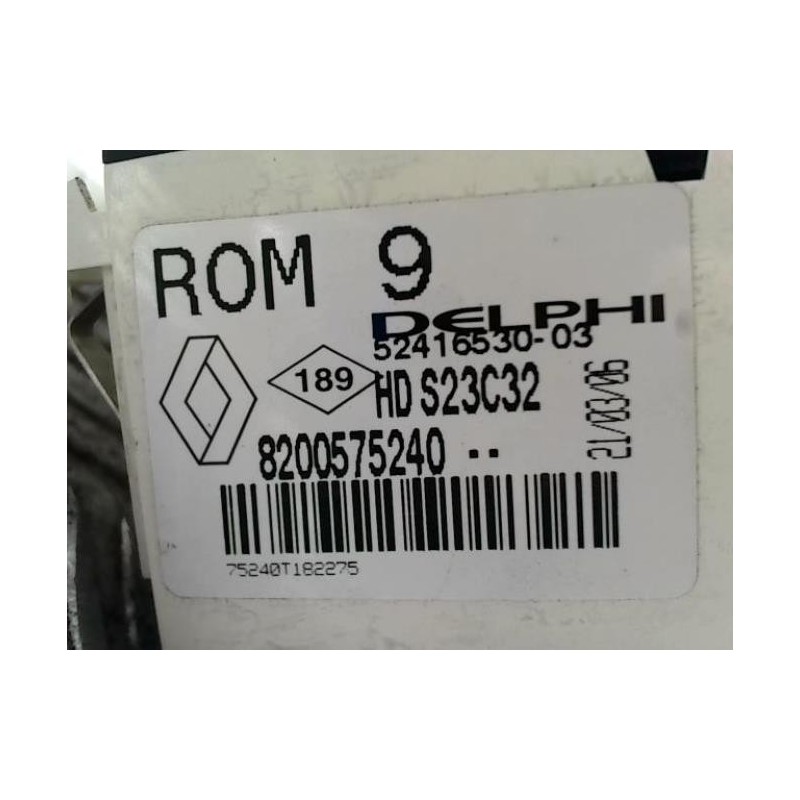 ROM 9
DELPHI
52416530-03
189
HD S23C32
21/03/06
8200575240 --
75240T182275